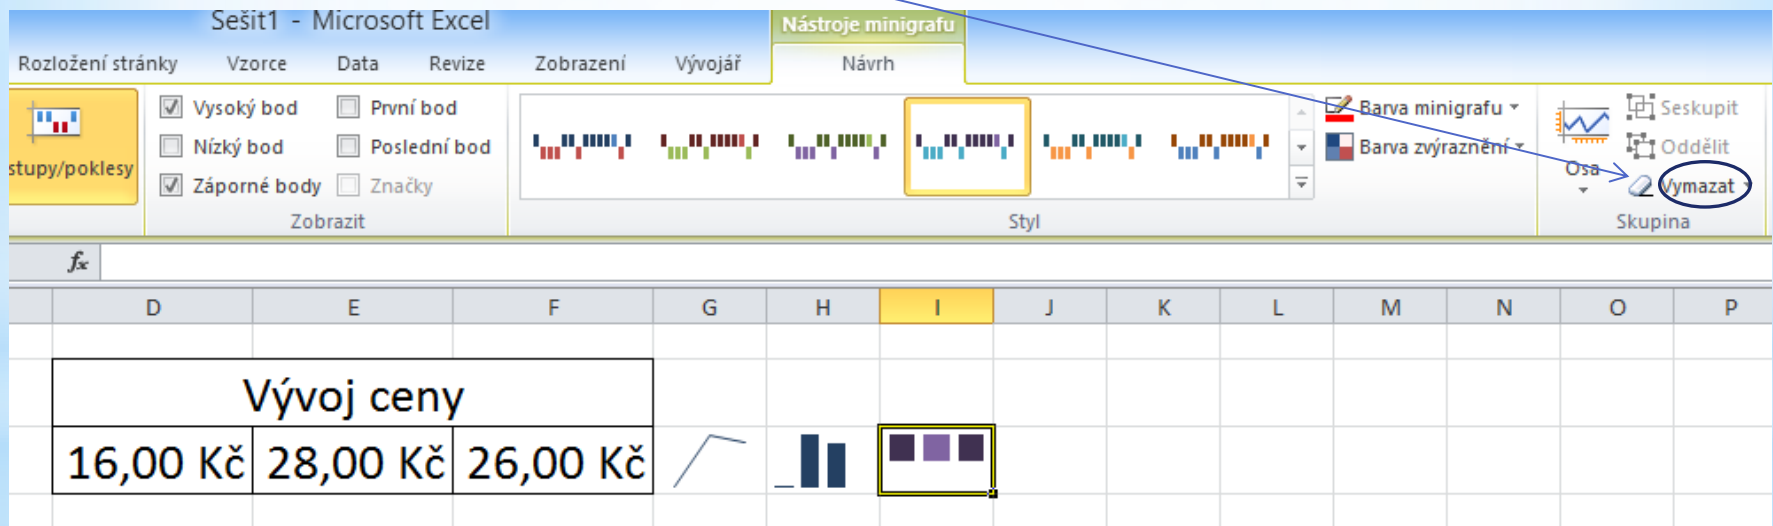 Sešit1 - Microsoft Excel
Nástroje minigrafu
Rozložení stránky Vzorce Data Revize Zobrazení Vývojář Návrh
Vysoký bod První bod
Nízký bod Poslední bod
Záporné body Značky
stupy/poklesy
Zobrazit
Styl
Barva minigrafu
Barva zvýraznění
Osa
Seskupit
Oddělit
Vymazat
Skupina
fx
D E F G H I J K L M N O P
Vývoj ceny
16,00 Kč 28,00 Kč 26,00 Kč